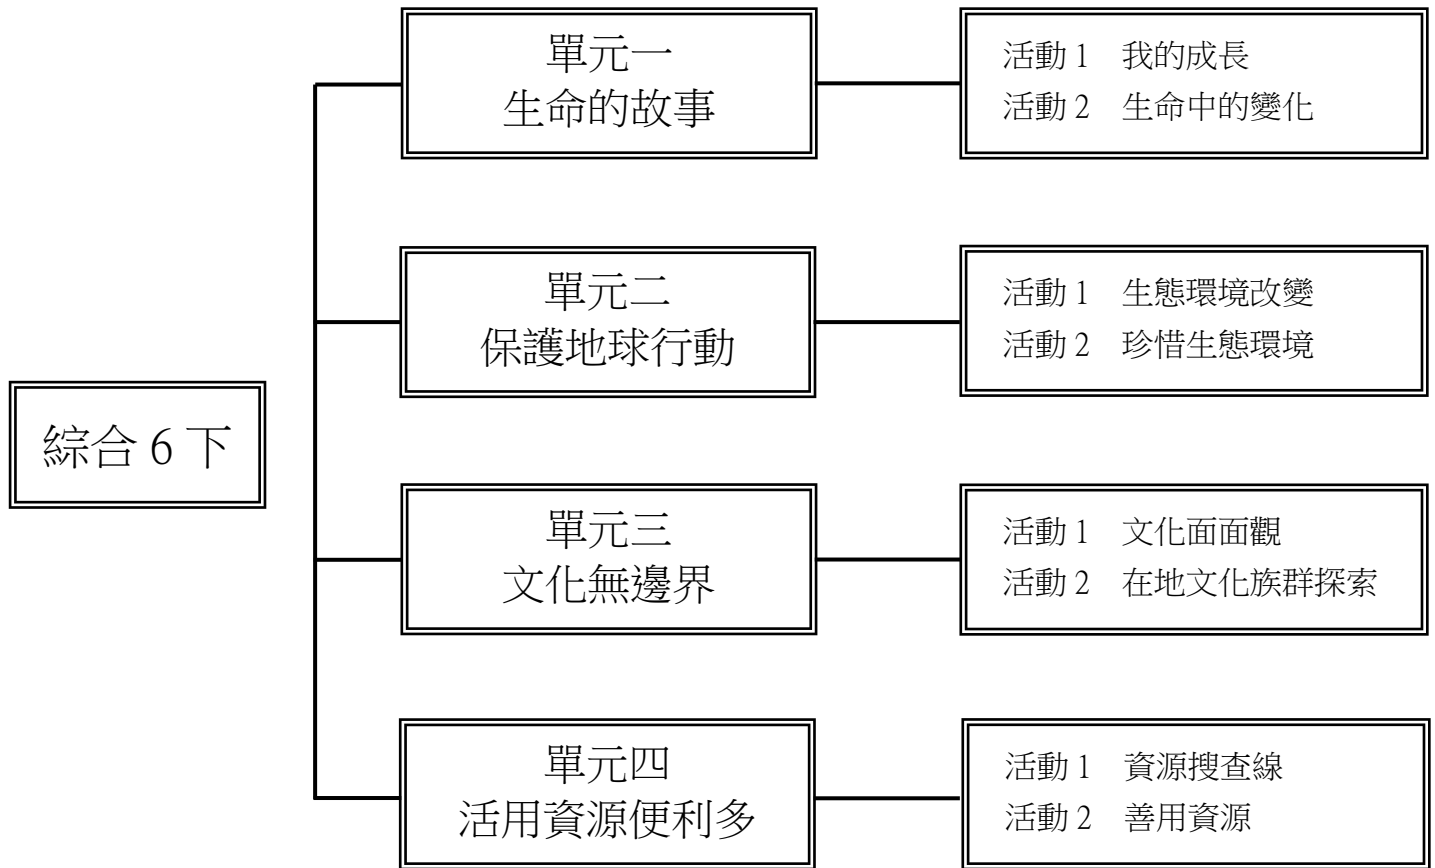 綜合 6 下
單元一
生命的故事
活動 1 我的成長
活動 2 生命中的變化
單元二
保護地球行動
活動 1 生態環境改變
活動 2 珍惜生態環境
單元三
文化無邊界
活動 1 文化面面觀
活動 2 在地文化族群探索
單元四
活用資源便利多
活動 1 資源搜查線
活動 2 善用資源